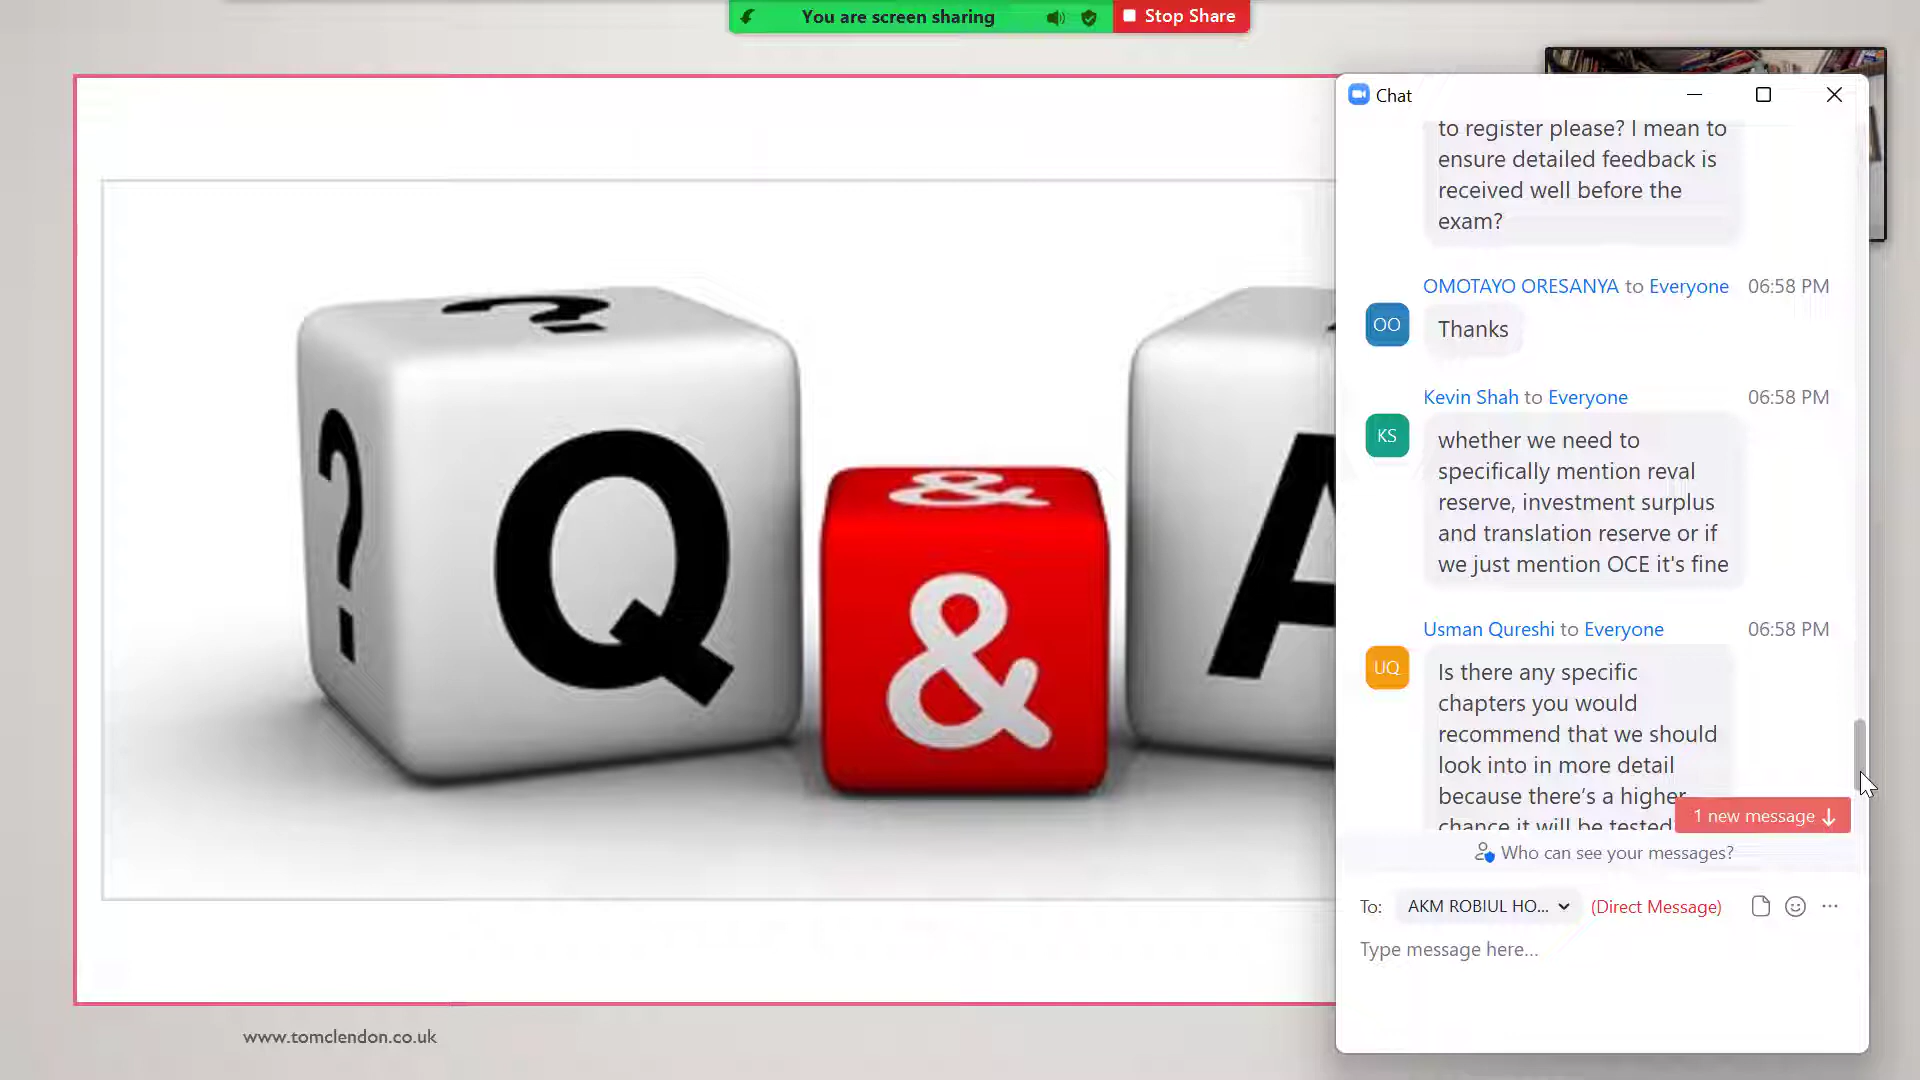 You are screen sharing
Stop Share
Chat
to register please? I mean to
ensure detailed feedback is
received well before the
exam?
OMOTAYO ORESANYA to Everyone 06:58 PM
OO
Thanks
Kevin Shah to Everyone 06:58 PM
KS
whether we need to
specifically mention reval
reserve, investment surplus
and translation reserve or if
we just mention OCE it's fine
Usman Qureshi to Everyone 06:58 PM
UQ
Is there any specific
chapters you would
recommend that we should
look into in more detail
because there’s a higher
chance it will be tested
1 new message ↓
Who can see your messages?
To: AKM ROBIUL HO... (Direct Message)
Type message here...
? ? Q & & A
www.tomclendon.co.uk